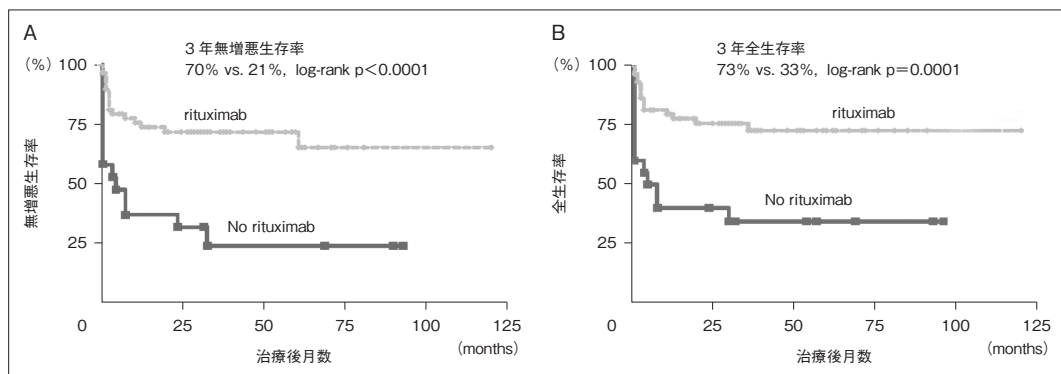 A
3 年無増悪生存率
70% vs. 21%, log-rank p<0.0001
(%)
100
75
50
25
0
無増悪生存率
rituximab
No rituximab
25
50
75
100
125
(months)
治療後月数
B
3 年全生存率
73% vs. 33%, log-rank p=0.0001
(%)
100
75
50
25
0
全生存率
rituximab
No rituximab
25
50
75
100
125
(months)
治療後月数